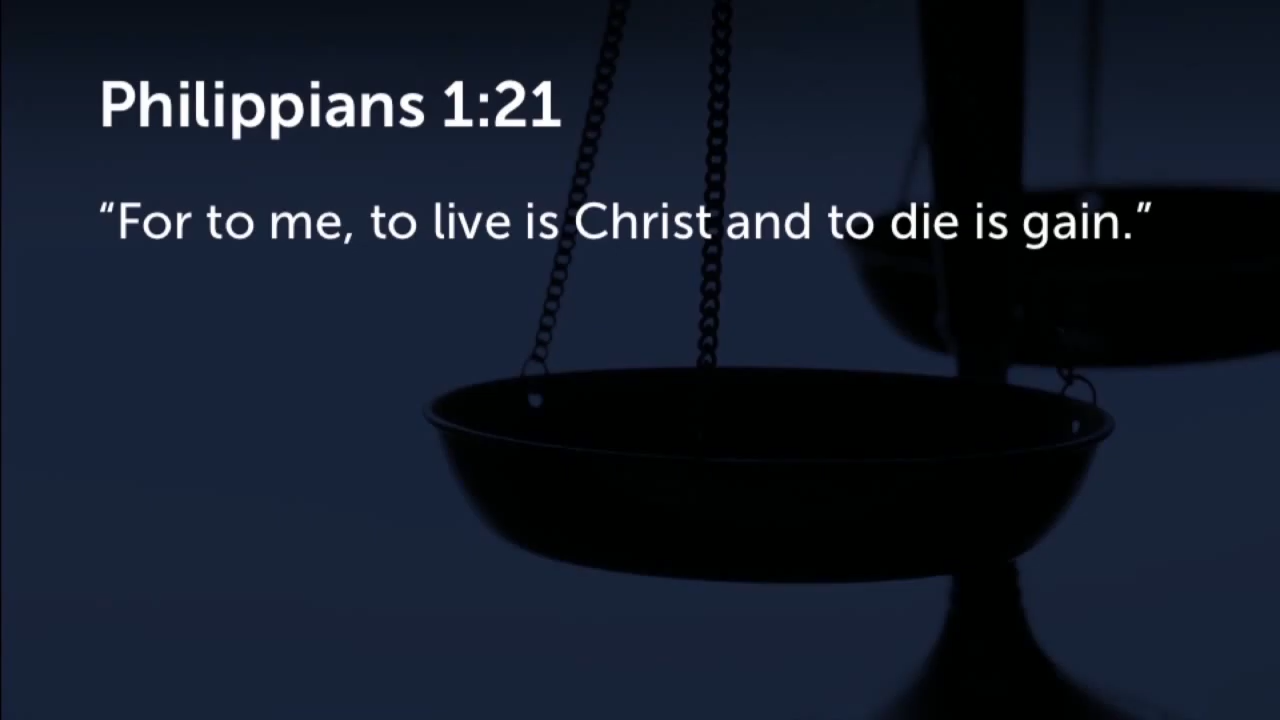 Philippians 1:21
“For to me, to live is Christ and to die is gain.”